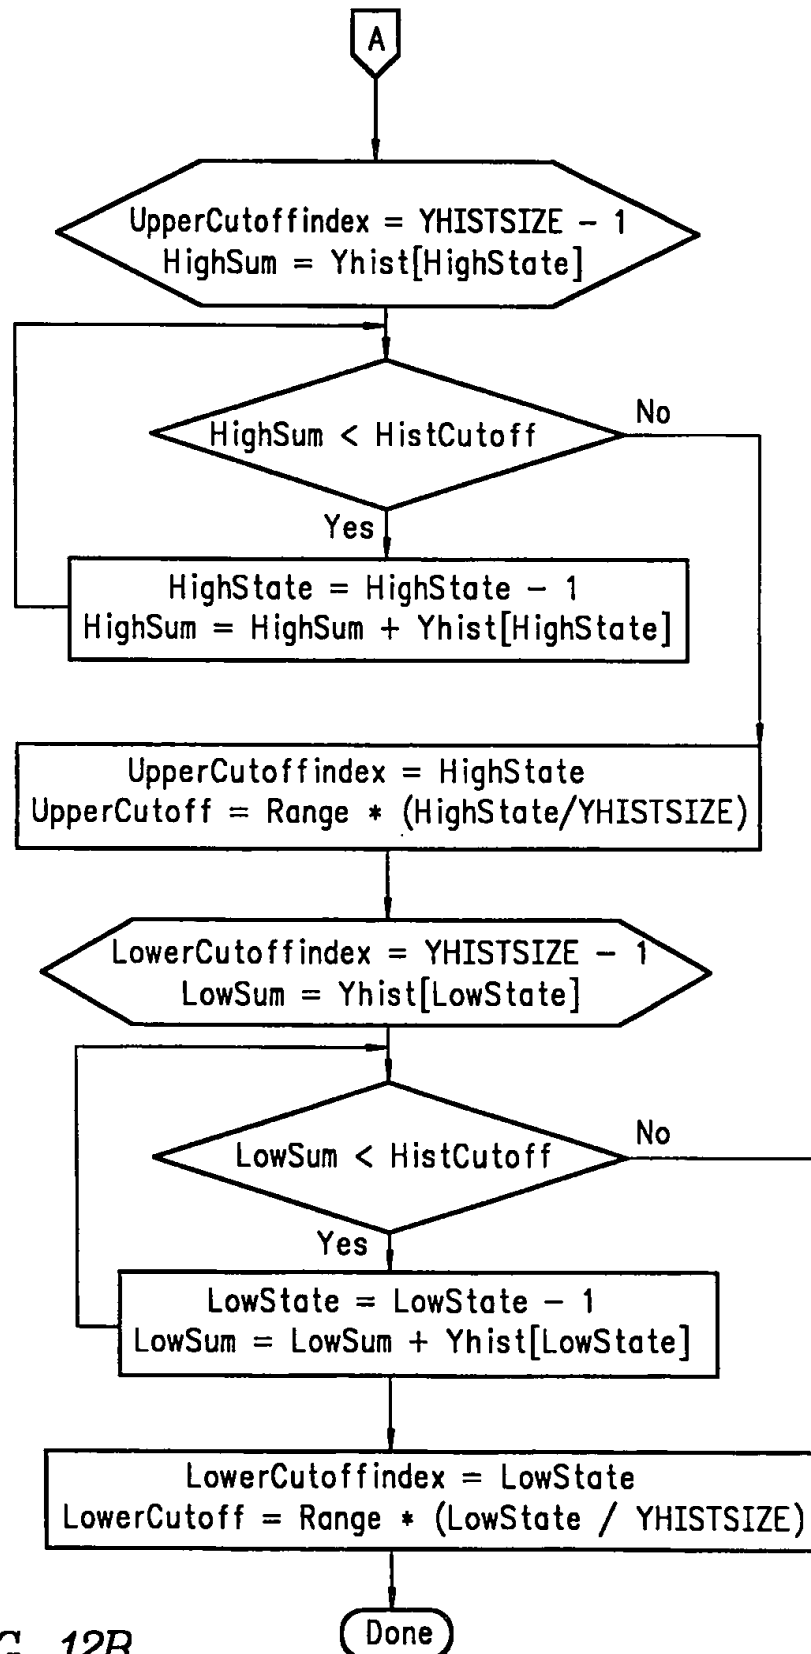 A
UpperCutoffindex = YHISTSIZE - 1
HighSum = Yhist[HighState]
HighSum < HistCutoff
No
Yes
HighState = HighState - 1
HighSum = HighSum + Yhist[HighState]
UpperCutoffindex = HighState
UpperCutoff = Range * (HighState/YHISTSIZE)
LowerCutoffindex = YHISTSIZE - 1
LowSum = Yhist[LowState]
LowSum < HistCutoff
No
Yes
LowState = LowState - 1
LowSum = LowSum + Yhist[LowState]
LowerCutoffindex = LowState
LowerCutoff = Range * (LowState / YHISTSIZE)
Done
G. 12B